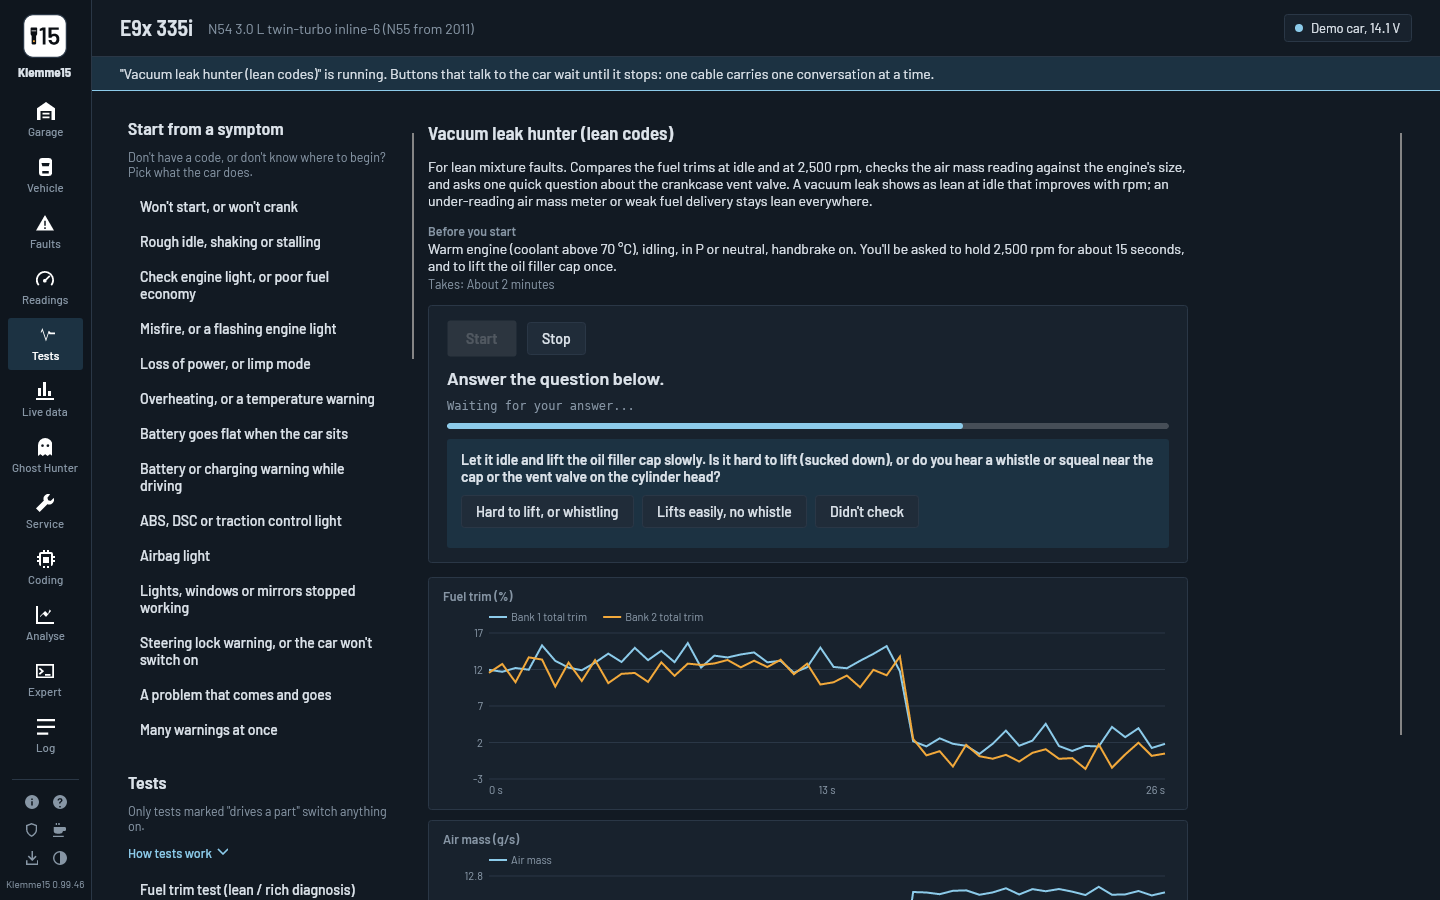 15
Klemme15
Garage
Vehicle
Faults
Readings
Tests
Live data
Ghost Hunter
Service
Coding
Analyse
Expert
Log
Klemme15 0.99.46
E9x 335i
N54 3.0 L twin-turbo inline-6 (N55 from 2011)
Demo car, 14.1 V
"Vacuum leak hunter (lean codes)" is running. Buttons that talk to the car wait until it stops: one cable carries one conversation at a time.
Start from a symptom
Don't have a code, or don't know where to begin?
Pick what the car does.
Won't start, or won't crank
Rough idle, shaking or stalling
Check engine light, or poor fuel
economy
Misfire, or a flashing engine light
Loss of power, or limp mode
Overheating, or a temperature warning
Battery goes flat when the car sits
Battery or charging warning while
driving
ABS, DSC or traction control light
Airbag light
Lights, windows or mirrors stopped
working
Steering lock warning, or the car won't
switch on
A problem that comes and goes
Many warnings at once
Tests
Only tests marked "drives a part" switch anything
on.
How tests work
Fuel trim test (lean / rich diagnosis)
Vacuum leak hunter (lean codes)
For lean mixture faults. Compares the fuel trims at idle and at 2,500 rpm, checks the air mass reading against the engine's size,
and asks one quick question about the crankcase vent valve. A vacuum leak shows as lean at idle that improves with rpm; an
under-reading air mass meter or weak fuel delivery stays lean everywhere.
Before you start
Warm engine (coolant above 70 °C), idling, in P or neutral, handbrake on. You'll be asked to hold 2,500 rpm for about 15 seconds,
and to lift the oil filler cap once.
Takes: About 2 minutes
Start
Stop
Answer the question below.
Waiting for your answer...
Let it idle and lift the oil filler cap slowly. Is it hard to lift (sucked down), or do you hear a whistle or squeal near the
cap or the vent valve on the cylinder head?
Hard to lift, or whistling
Lifts easily, no whistle
Didn't check
Fuel trim (%)
Bank 1 total trim
Bank 2 total trim
17
12
7
2
-3
0 s
13 s
26 s
Air mass (g/s)
Air mass
12.8